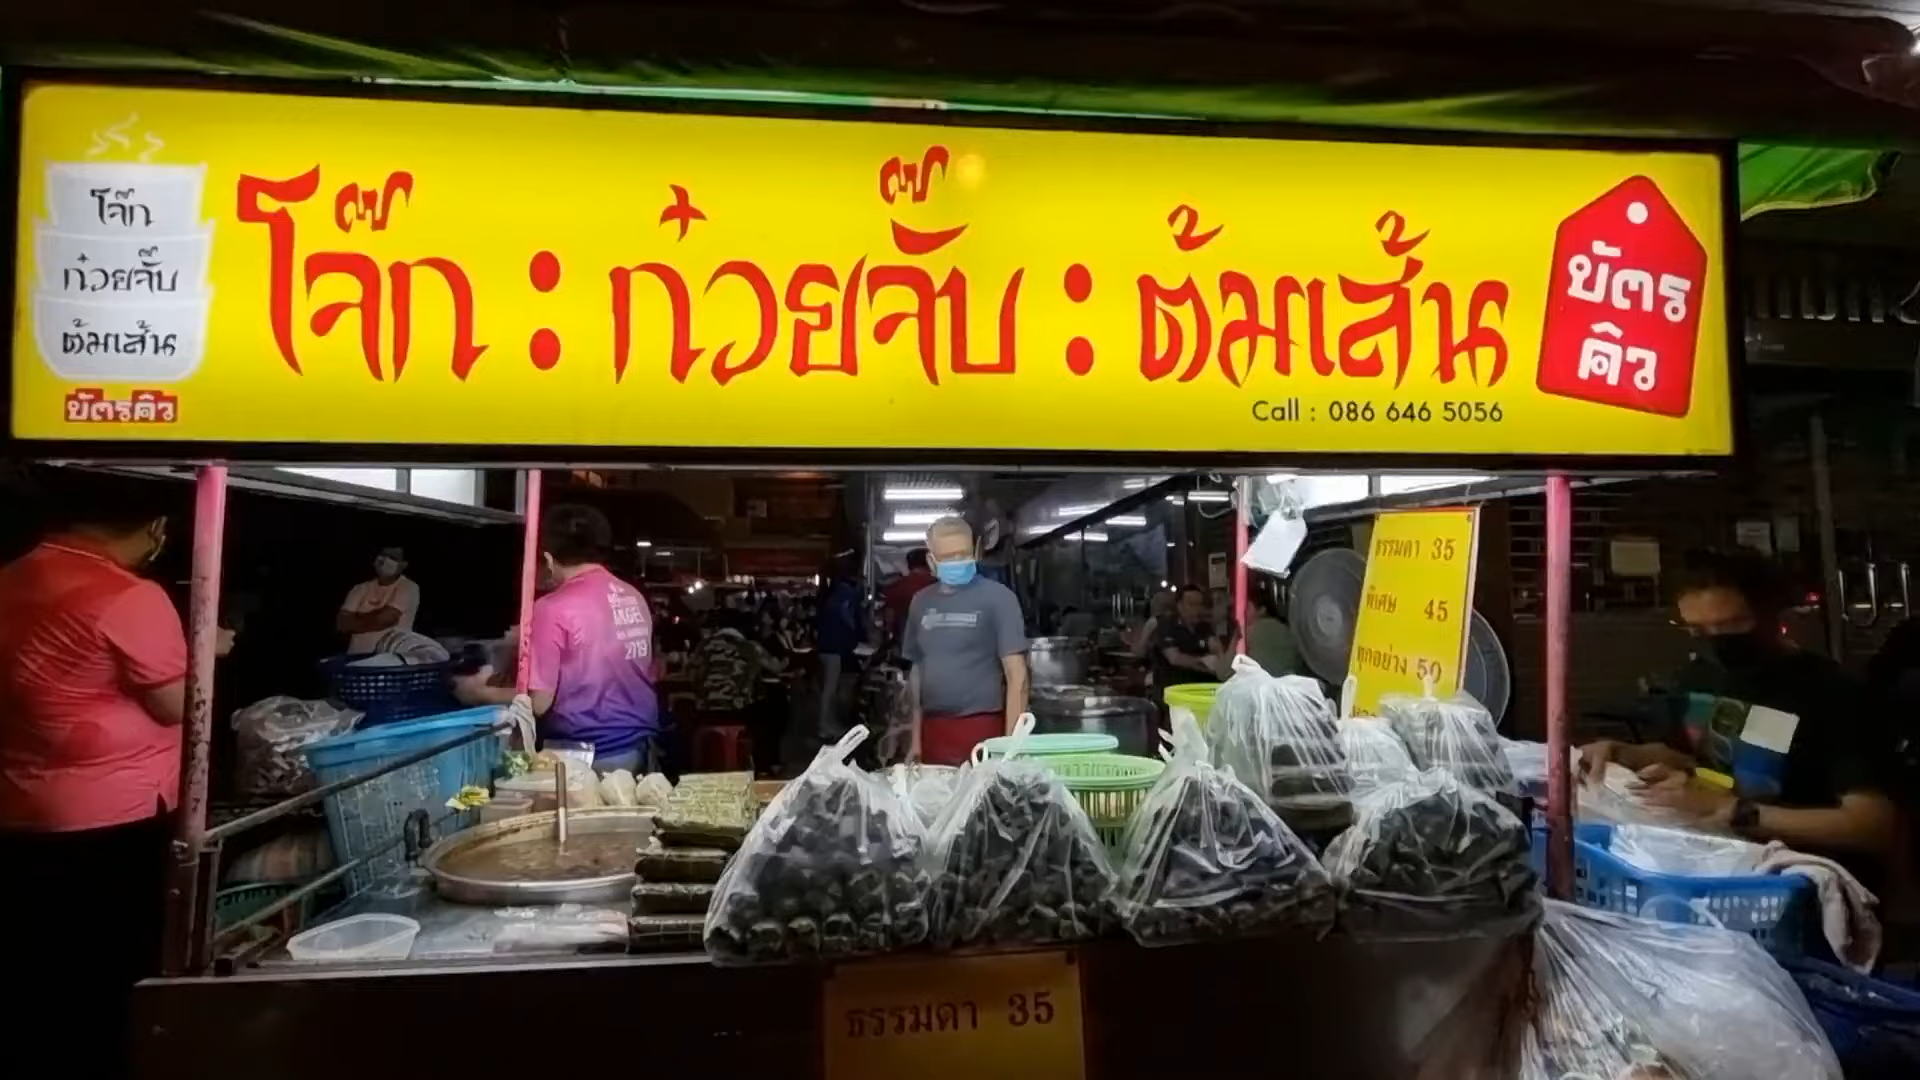 โจ๊ก
ก๋วยจั๊บ
ต้มเส้น
บัตรคิว
โจ๊ก : ก๋วยจั๊บ : ต้มเส้น
Call : 086 646 5056
บัตร
คิว
ธรรมดา 35
พิเศษ 45
ทุกอย่าง 50
2019
ธรรมดา 35